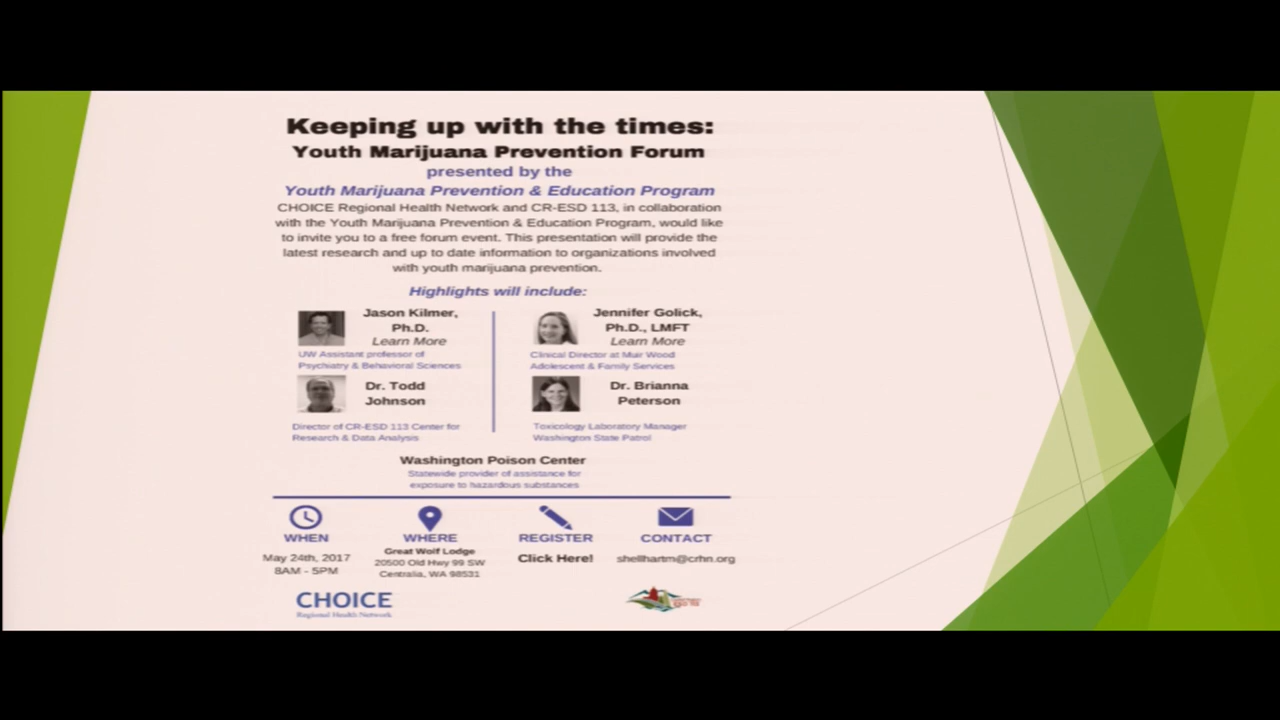 Keeping up with the times:
Youth Marijuana Prevention Forum
presented by the
Youth Marijuana Prevention & Education Program
CHOICE Regional Health Network and CR-ESD 113, in collaboration
with the Youth Marijuana Prevention & Education Program, would like
to invite you to a free forum event. This presentation will provide the
latest research and up to date information to organizations involved
with youth marijuana prevention.
Highlights will include:
Jason Kilmer,
Ph.D.
Learn More
UW Assistant professor of
Psychiatry & Behavioral Sciences
Jennifer Golick,
Ph.D., LMFT
Learn More
Clinical Director at Muir Wood
Adolescent & Family Services
Dr. Todd
Johnson
Director of CR-ESD 113 Center for
Research & Data Analysis
Dr. Brianna
Peterson
Toxicology Laboratory Manager
Washington State Patrol
Washington Poison Center
Statewide provider of assistance for
exposure to hazardous substances
WHEN
May 24th, 2017
8AM - 5PM
WHERE
Great Wolf Lodge
20500 Old Hwy 99 SW
Centralia, WA 98531
REGISTER
Click Here!
CONTACT
shellhartm@crhn.org
CHOICE
Regional Health Network